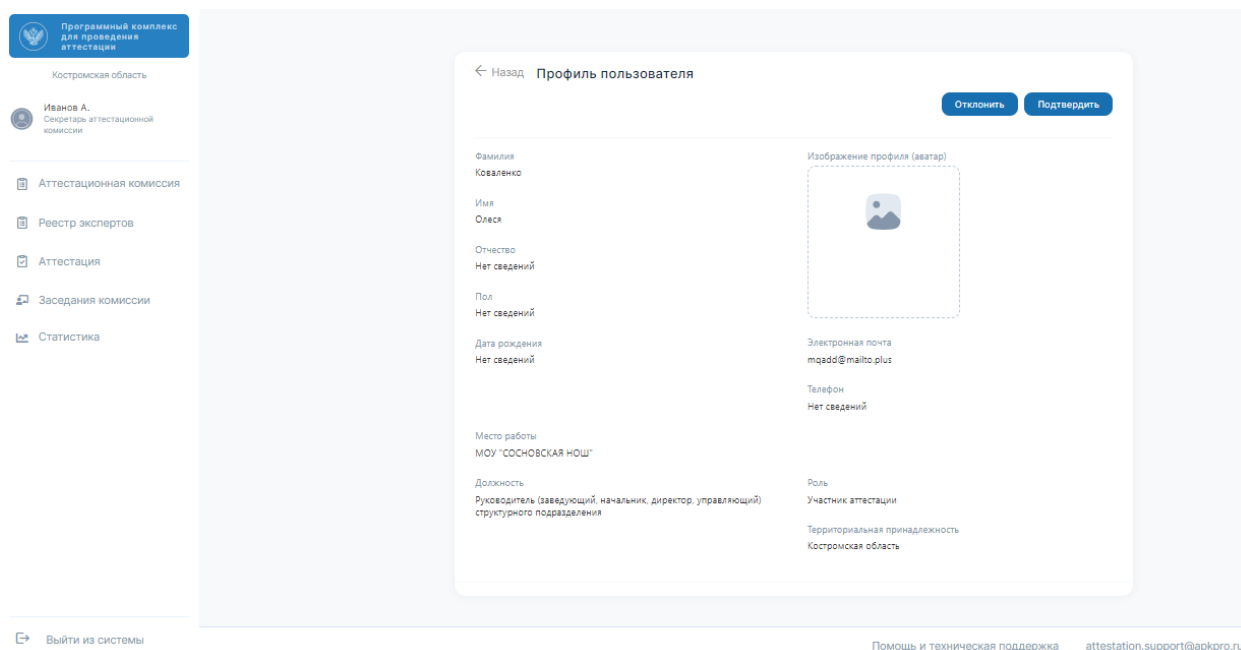 Программный комплекс
для проведения
аттестации
Костромская область
Иванов А.
Секретарь аттестационной
комиссии
Аттестационная комиссия
Реестр экспертов
Аттестация
Заседания комиссии
Статистика
Выйти из системы
Назад Профиль пользователя
Отклонить Подтвердить
Фамилия
Коваленко
Имя
Олеся
Отчество
Нет сведений
Пол
Нет сведений
Дата рождения
Нет сведений
Изображение профиля (аватар)
Электронная почта
mqadd@mailto.plus
Телефон
Нет сведений
Место работы
МОУ "СОСНОВСКАЯ НОШ"
Должность
Руководитель (заведующий, начальник, директор, управляющий)
структурного подразделения
Роль
Участник аттестации
Территориальная принадлежность
Костромская область
Помощь и техническая поддержка attestation.support@apkpro.ru